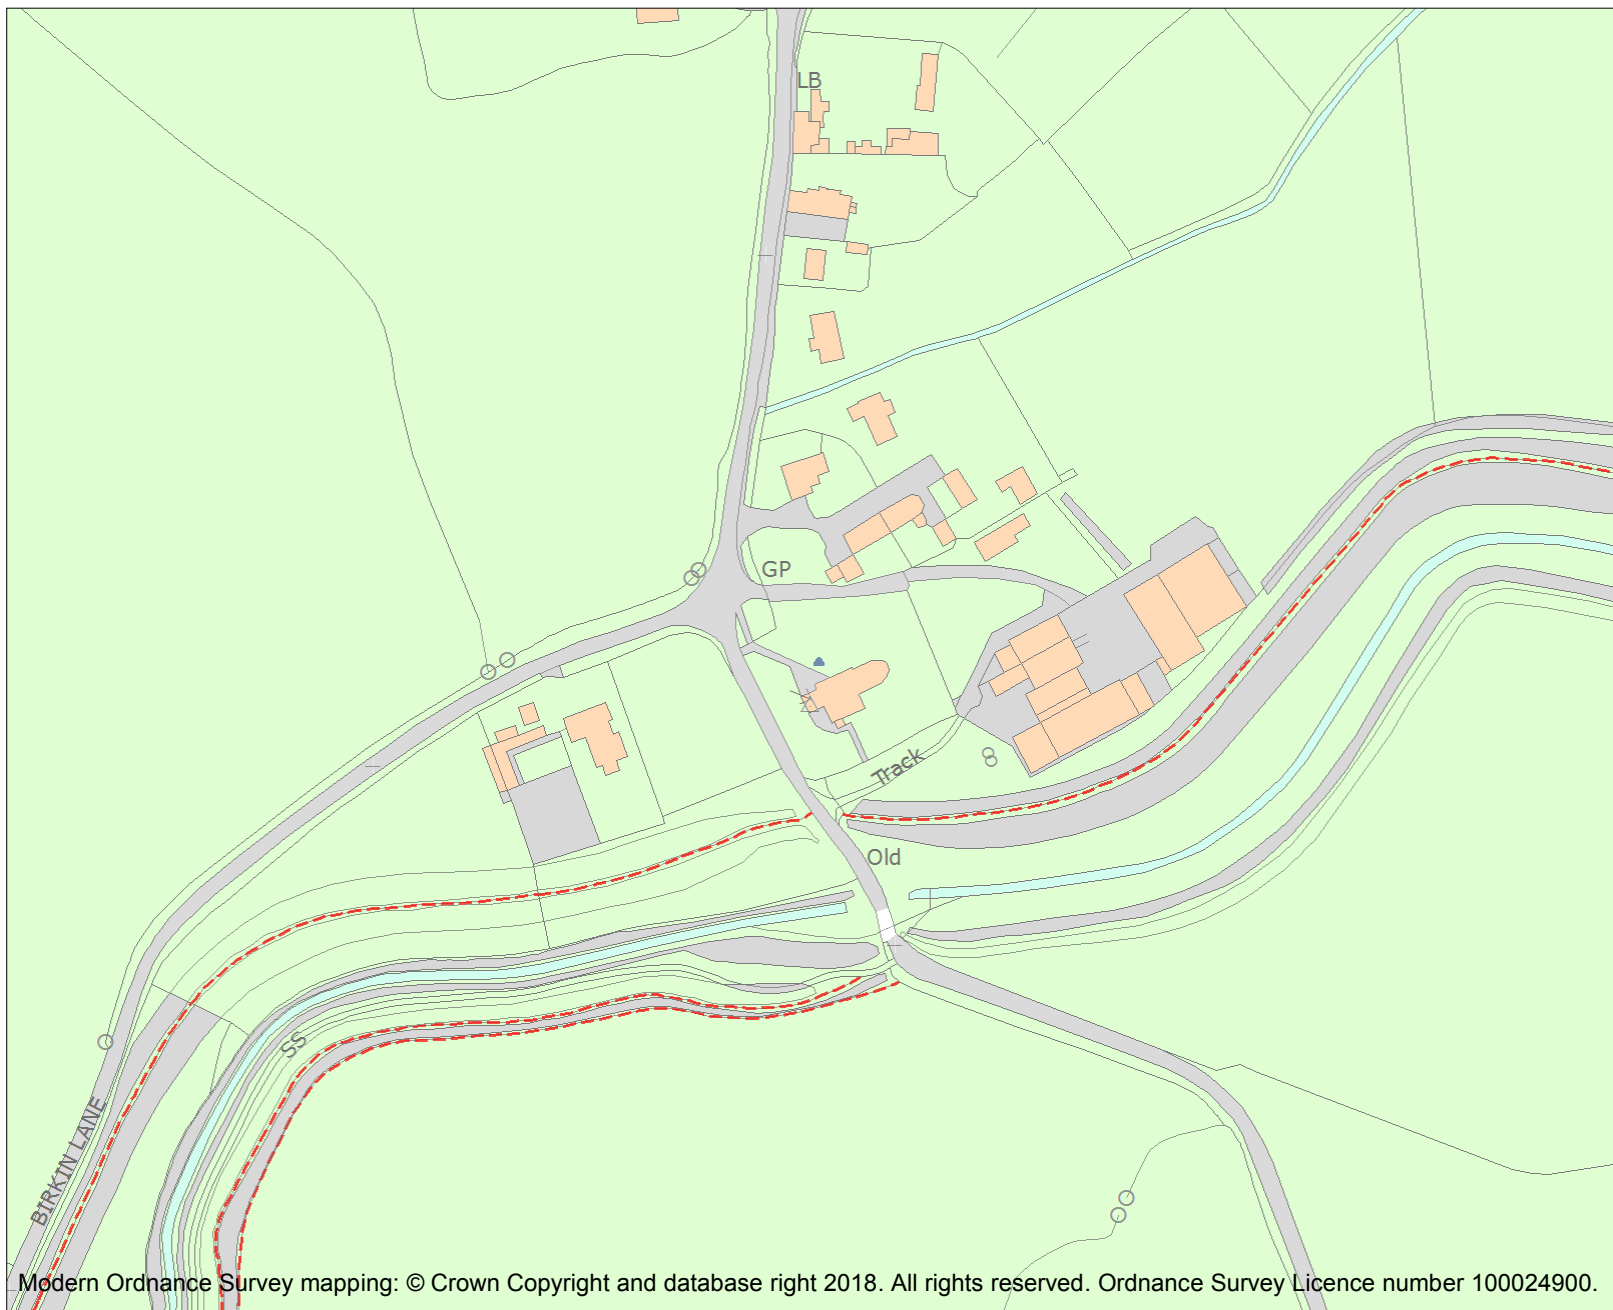 LB
GP
Track
Old
SS
BIRKIN LANE
Modern Ordnance Survey mapping: © Crown Copyright and database right 2018. All rights reserved. Ordnance Survey Licence number 100024900.